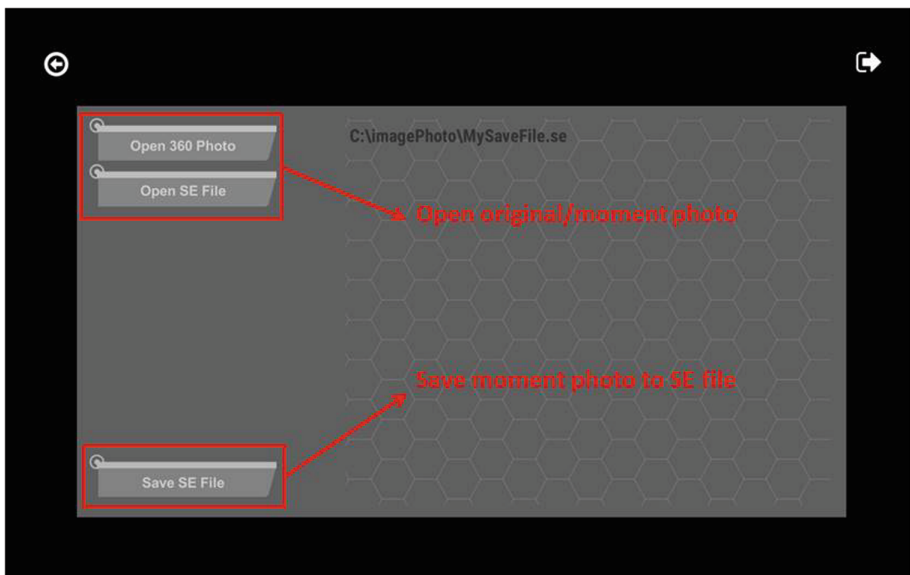 Open 360 Photo
C:\imagePhoto\MySaveFile.se
Open SE File
Open original/moment photo
Save moment photo to SE file
Save SE File